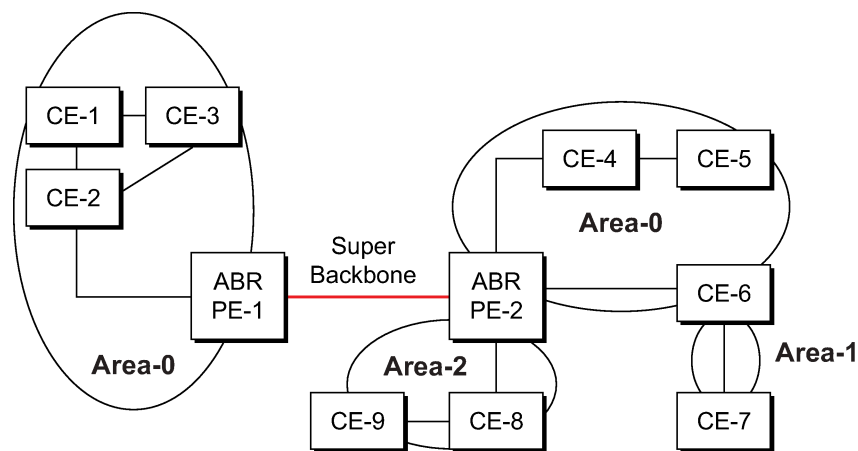 CE-1
CE-3
CE-2
ABR
PE-1
Area-0
Super
Backbone
CE-4
CE-5
Area-0
ABR
PE-2
CE-6
Area-2
Area-1
CE-9
CE-8
CE-7